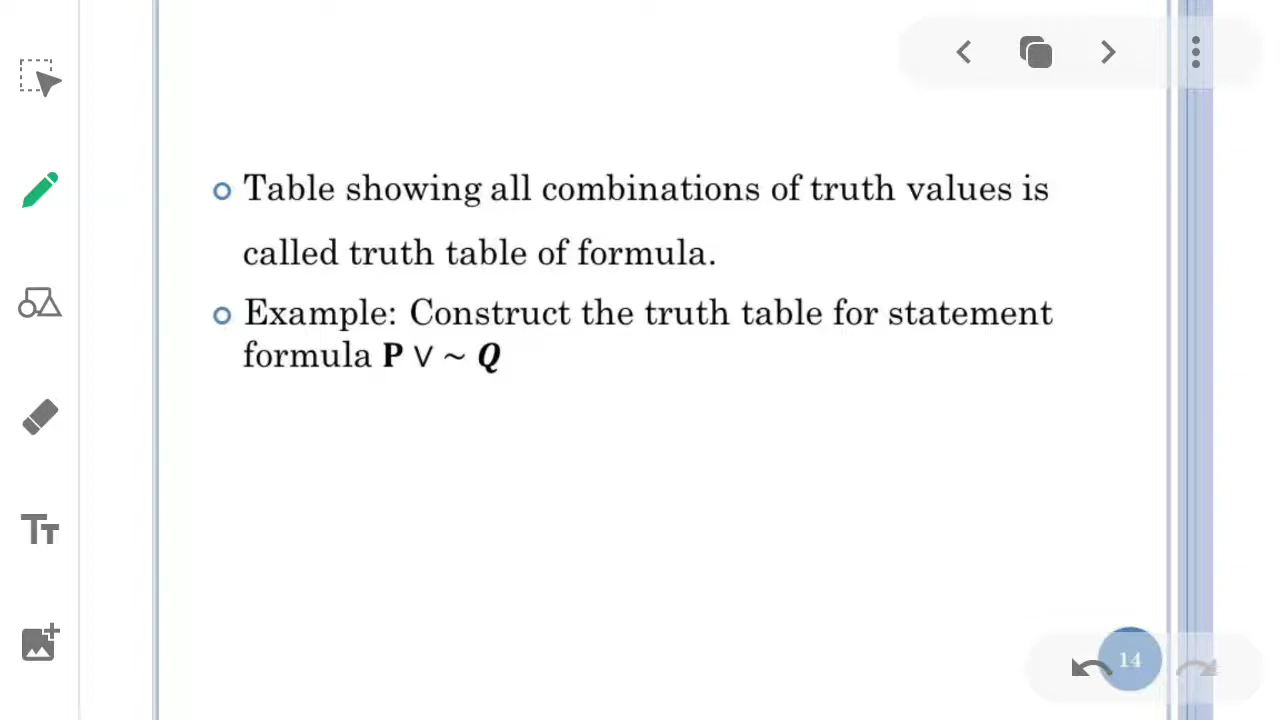 Table showing all combinations of truth values is
called truth table of formula.
Example: Construct the truth table for statement
formula P ∨ ~ Q
14
Tт